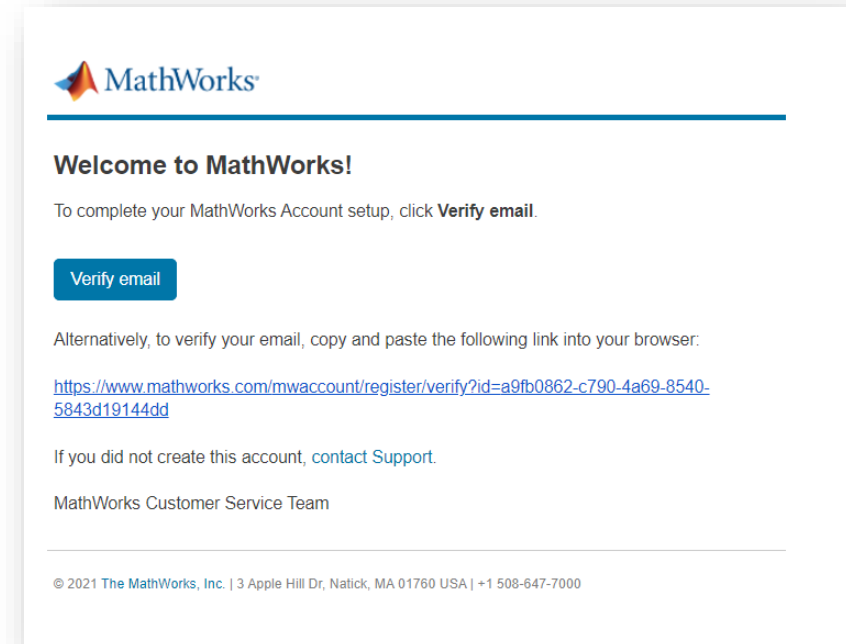 MathWorks®
Welcome to MathWorks!
To complete your MathWorks Account setup, click Verify email.
Verify email
Alternatively, to verify your email, copy and paste the following link into your browser:
https://www.mathworks.com/mwaccount/register/verify?id=a9fb0862-c790-4a69-8540-
5843d19144dd
If you did not create this account, contact Support.
MathWorks Customer Service Team
© 2021 The MathWorks, Inc. | 3 Apple Hill Dr, Natick, MA 01760 USA | +1 508-647-7000